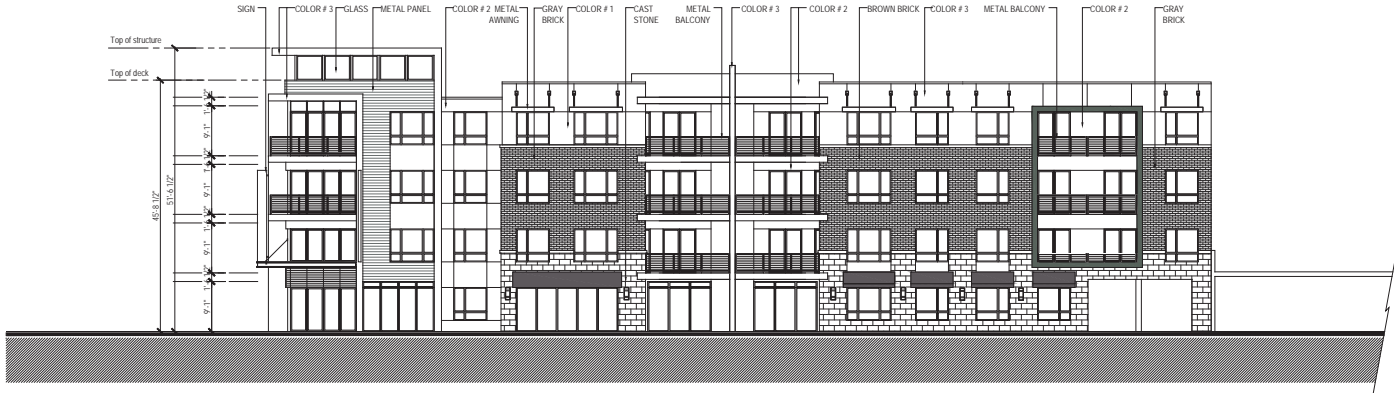 SIGN
COLOR # 3
GLASS
METAL PANEL
COLOR # 2
METAL
AWNING
GRAY
BRICK
COLOR # 1
CAST
STONE
METAL
BALCONY
COLOR # 3
COLOR # 2
BROWN BRICK
COLOR # 3
METAL BALCONY
COLOR # 2
GRAY
BRICK
Top of structure
Top of deck
45'-8 1/2"
51'-6 1/2"
9'-1"
9'-1"
9'-1"
9'-1"